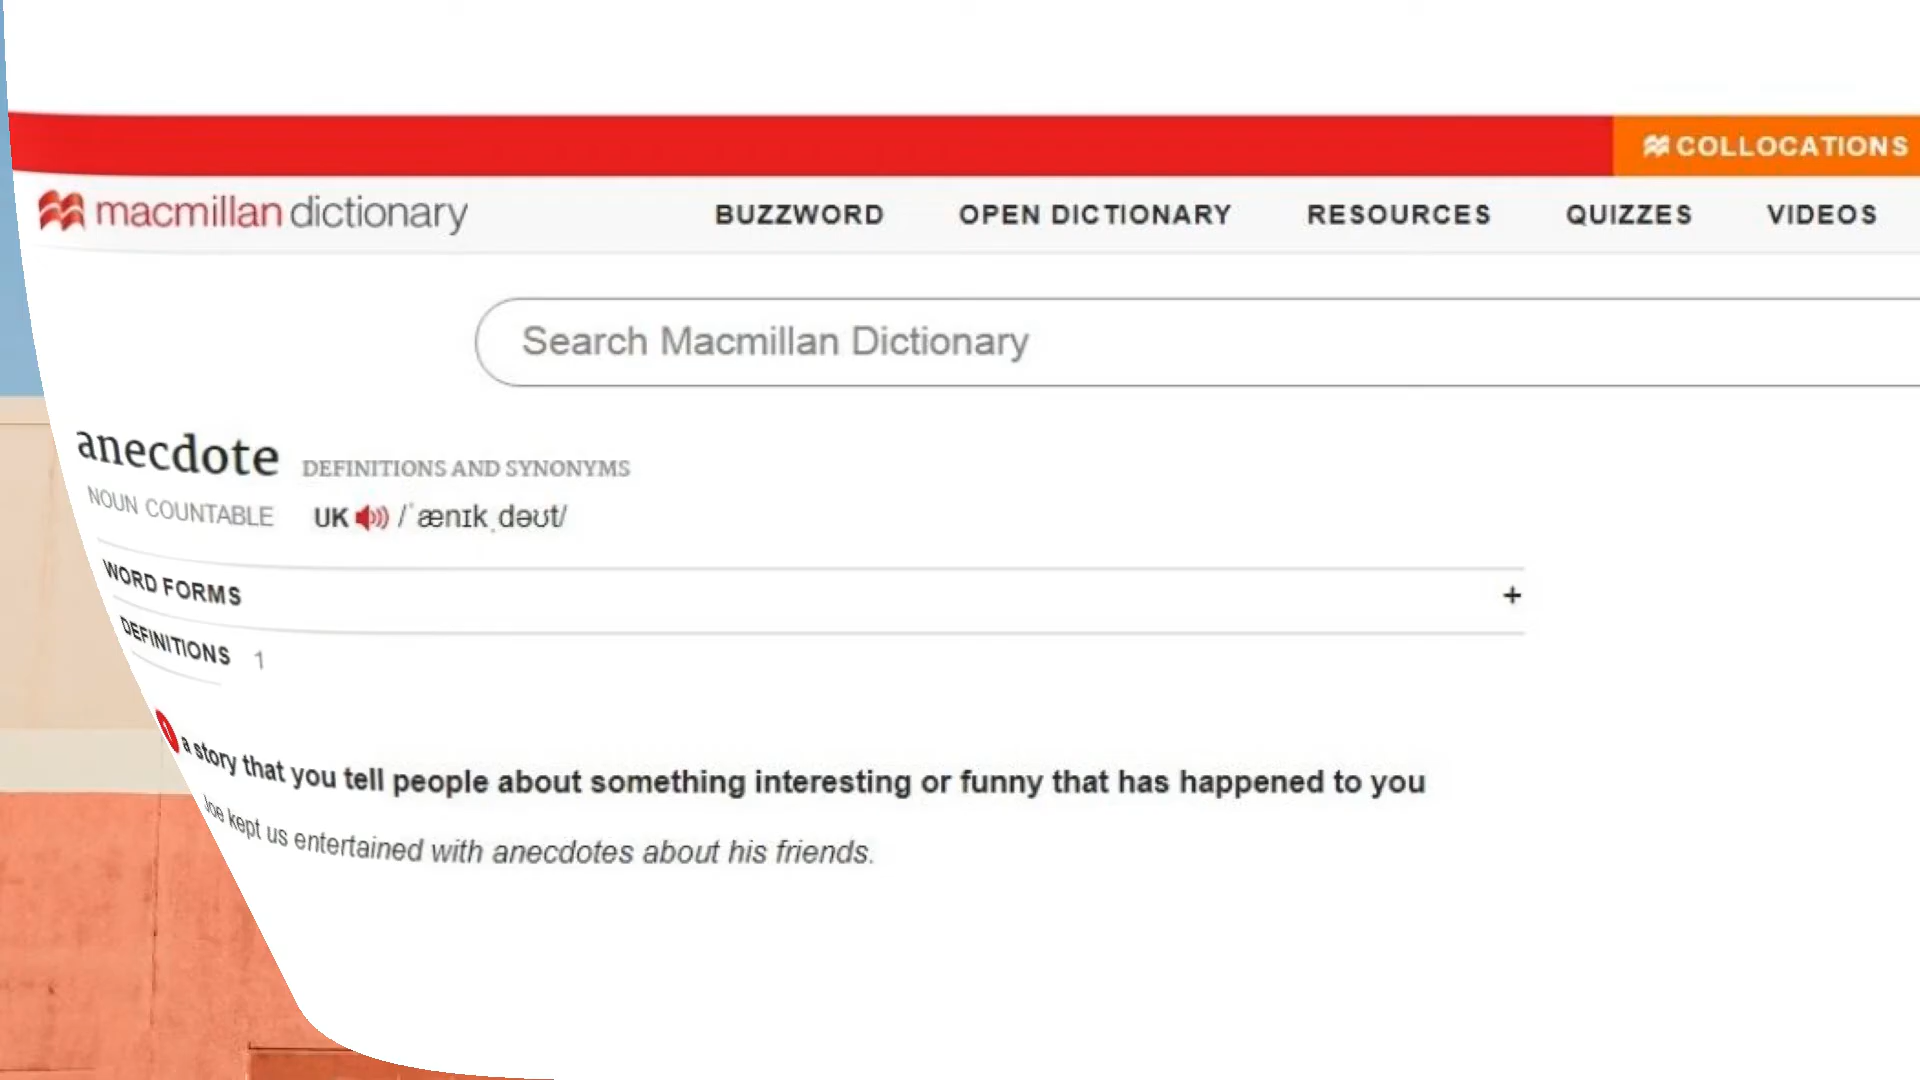 COLLOCATIONS
macmillan dictionary BUZZWORD OPEN DICTIONARY RESOURCES QUIZZES VIDEOS
Search Macmillan Dictionary
anecdote DEFINITIONS AND SYNONYMS
NOUN COUNTABLE UK /ˈænɪkˌdəʊt/
WORD FORMS +
DEFINITIONS 1
1 a story that you tell people about something interesting or funny that has happened to you
Joe kept us entertained with anecdotes about his friends.